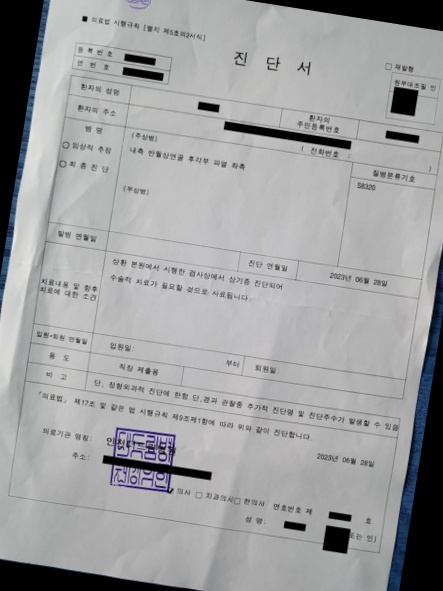 ■ 의료법 시행규칙 [별지 제5호의2서식]
진 단 서
등 록 번 호
연 번 호
□ 재발행
원부대조필 인
환자의 성명
환자의 주소
환자의
주민등록번호
( 전화번호 : )
병 명
○ 임상적 추정
○ 최 종 진 단
(주상병)
내측 반월상연골 후각부 파열 좌측
(부상병)
질병분류기호
S8320
발병 연월일
진단 연월일
2023년 06월 28일
치료내용 및 향후
치료에 대한 소견
상환 본원에서 시행한 검사상에서 상기증 진단되어
수술적 치료가 필요할 것으로 사료됩니다.
입원·퇴원 연월일
입원일:
부터
퇴원일:
용 도
직장 제출용
비 고
단, 정형외과적 진단에 한함.단,경과 관찰중 추가적 진단명 및 진단주수가 발생할 수 있음
「의료법」 제17조 및 같은 법 시행규칙 제9조제1항에 따라 위와 같이 진단합니다
2023년 06월 28일
의료기관 명칭:
주소:
의사 □ 치과의사□ 한의사 면호번호 제 호
성 명:
또는 인)